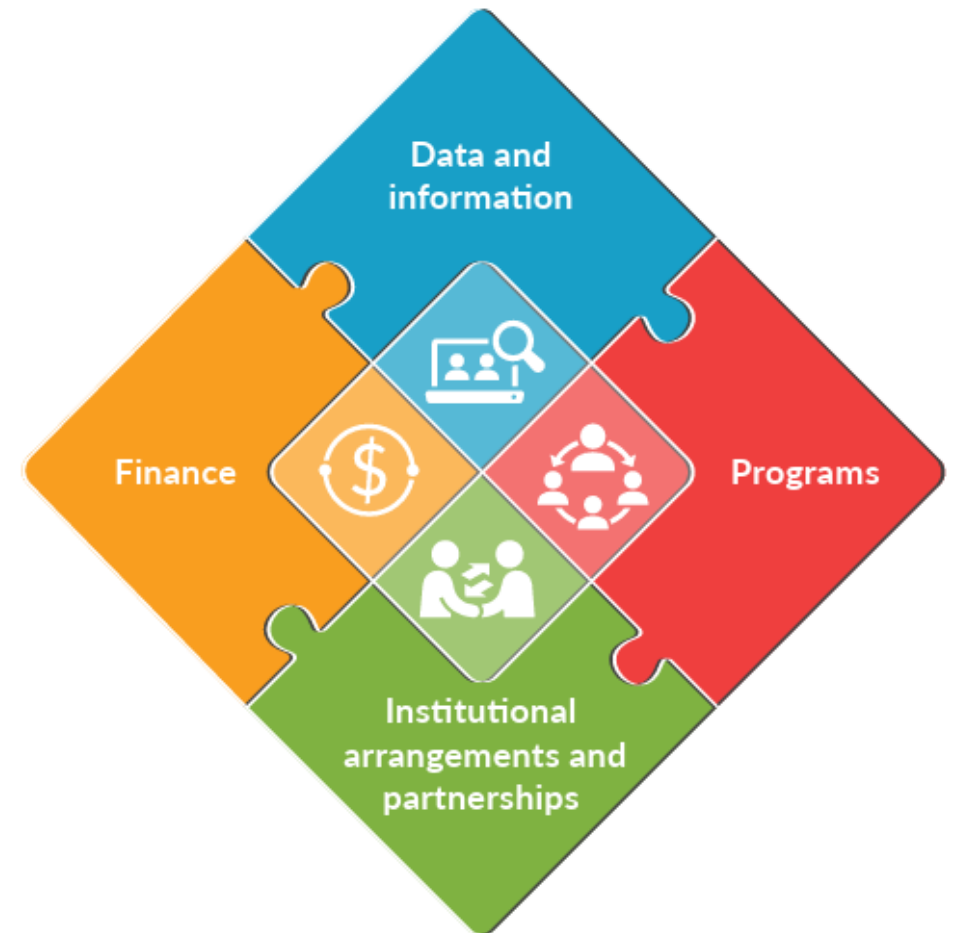 Data and
information
Finance
Programs
Institutional
arrangements and
partnerships